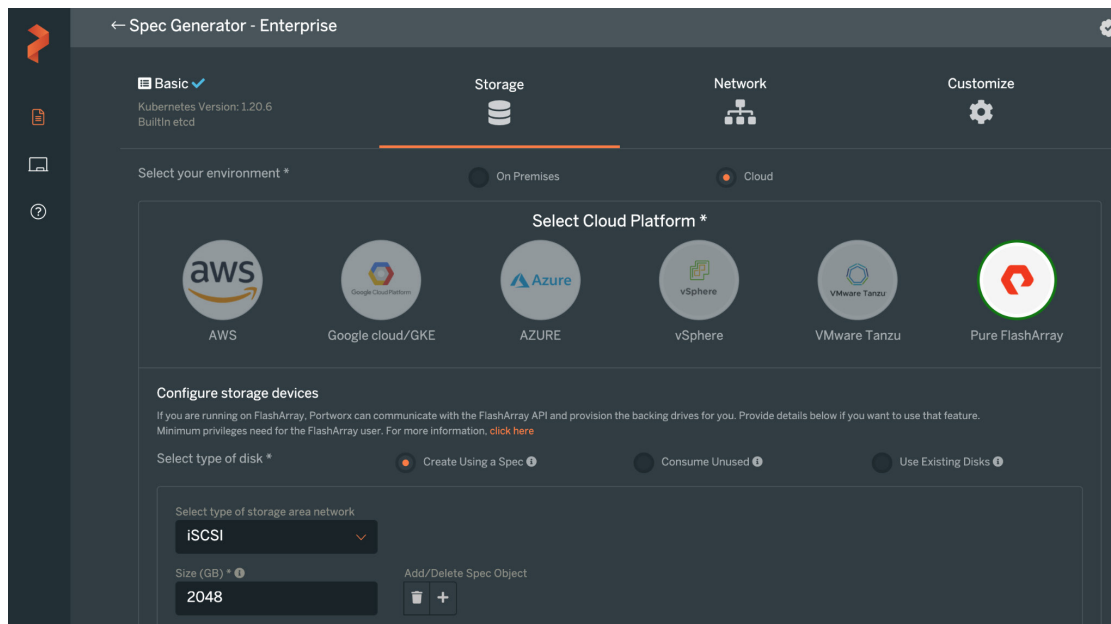 ← Spec Generator - Enterprise
Basic
Kubernetes Version: 1.20.6
BuiltIn etcd
Storage
Network
Customize
Select your environment *
On Premises
Cloud
Select Cloud Platform *
aws
Google Cloud Platform
Azure
vSphere
VMware Tanzu
AWS
Google cloud/GKE
AZURE
vSphere
VMware Tanzu
Pure FlashArray
Configure storage devices
If you are running on FlashArray, Portworx can communicate with the FlashArray API and provision the backing drives for you. Provide details below if you want to use that feature.
Minimum privileges need for the FlashArray user. For more information, click here
Select type of disk *
Create Using a Spec
Consume Unused
Use Existing Disks
Select type of storage area network
iSCSI
Size (GB) *
Add/Delete Spec Object
2048